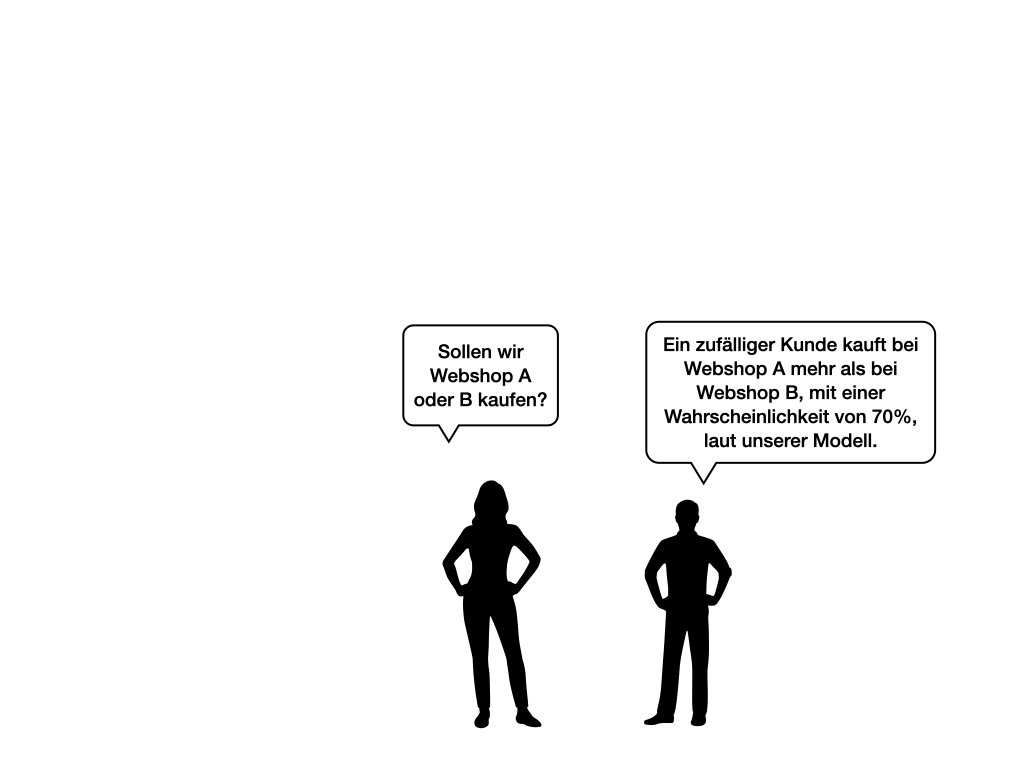 Sollen wir
Webshop A
oder B kaufen?
Ein zufälliger Kunde kauft bei
Webshop A mehr als bei
Webshop B, mit einer
Wahrscheinlichkeit von 70%,
laut unserer Modell.